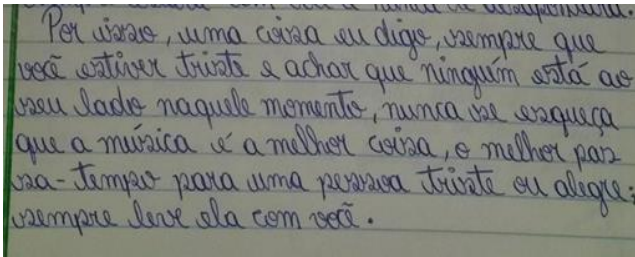 Por isso, uma coisa eu digo, sempre que
você estiver triste e achar que ninguém está ao
seu lado naquele momento, nunca se esqueça
que a música é a melhor coisa, o melhor pas
sa-tempo para uma pessoa triste ou alegre;
sempre leve ela com você.